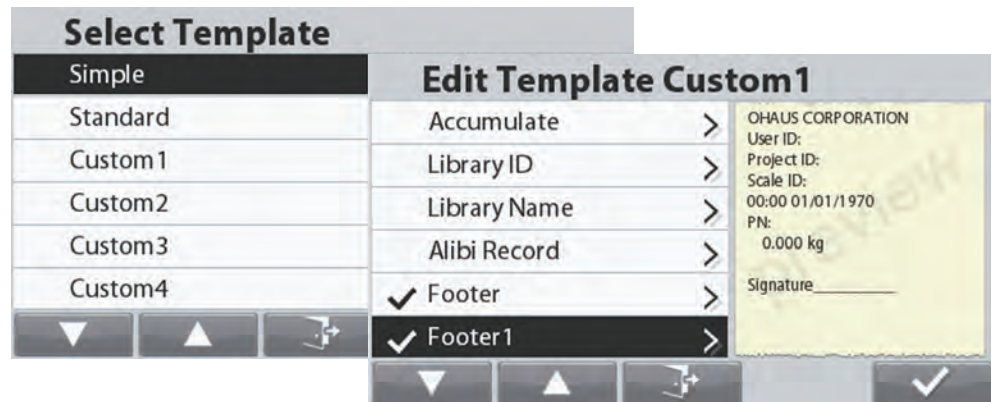 Select Template
Simple
Standard
Custom1
Custom2
Custom3
Custom4
Edit Template Custom1
Accumulate
Library ID
Library Name
Alibi Record
Footer
Footer1
OHAUS CORPORATION
User ID:
Project ID:
Scale ID:
00:00 01/01/1970
PN:
0.000 kg
Signature__________
preview